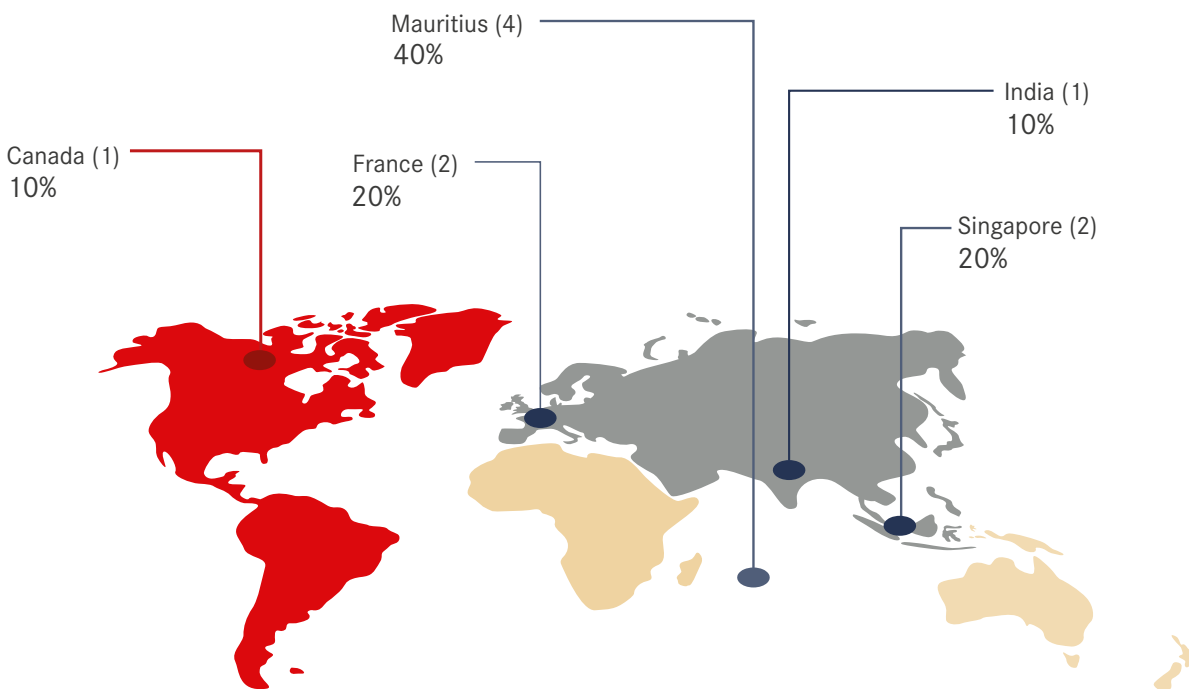 Mauritius (4)
40%
India (1)
10%
Canada (1)
10%
France (2)
20%
Singapore (2)
20%